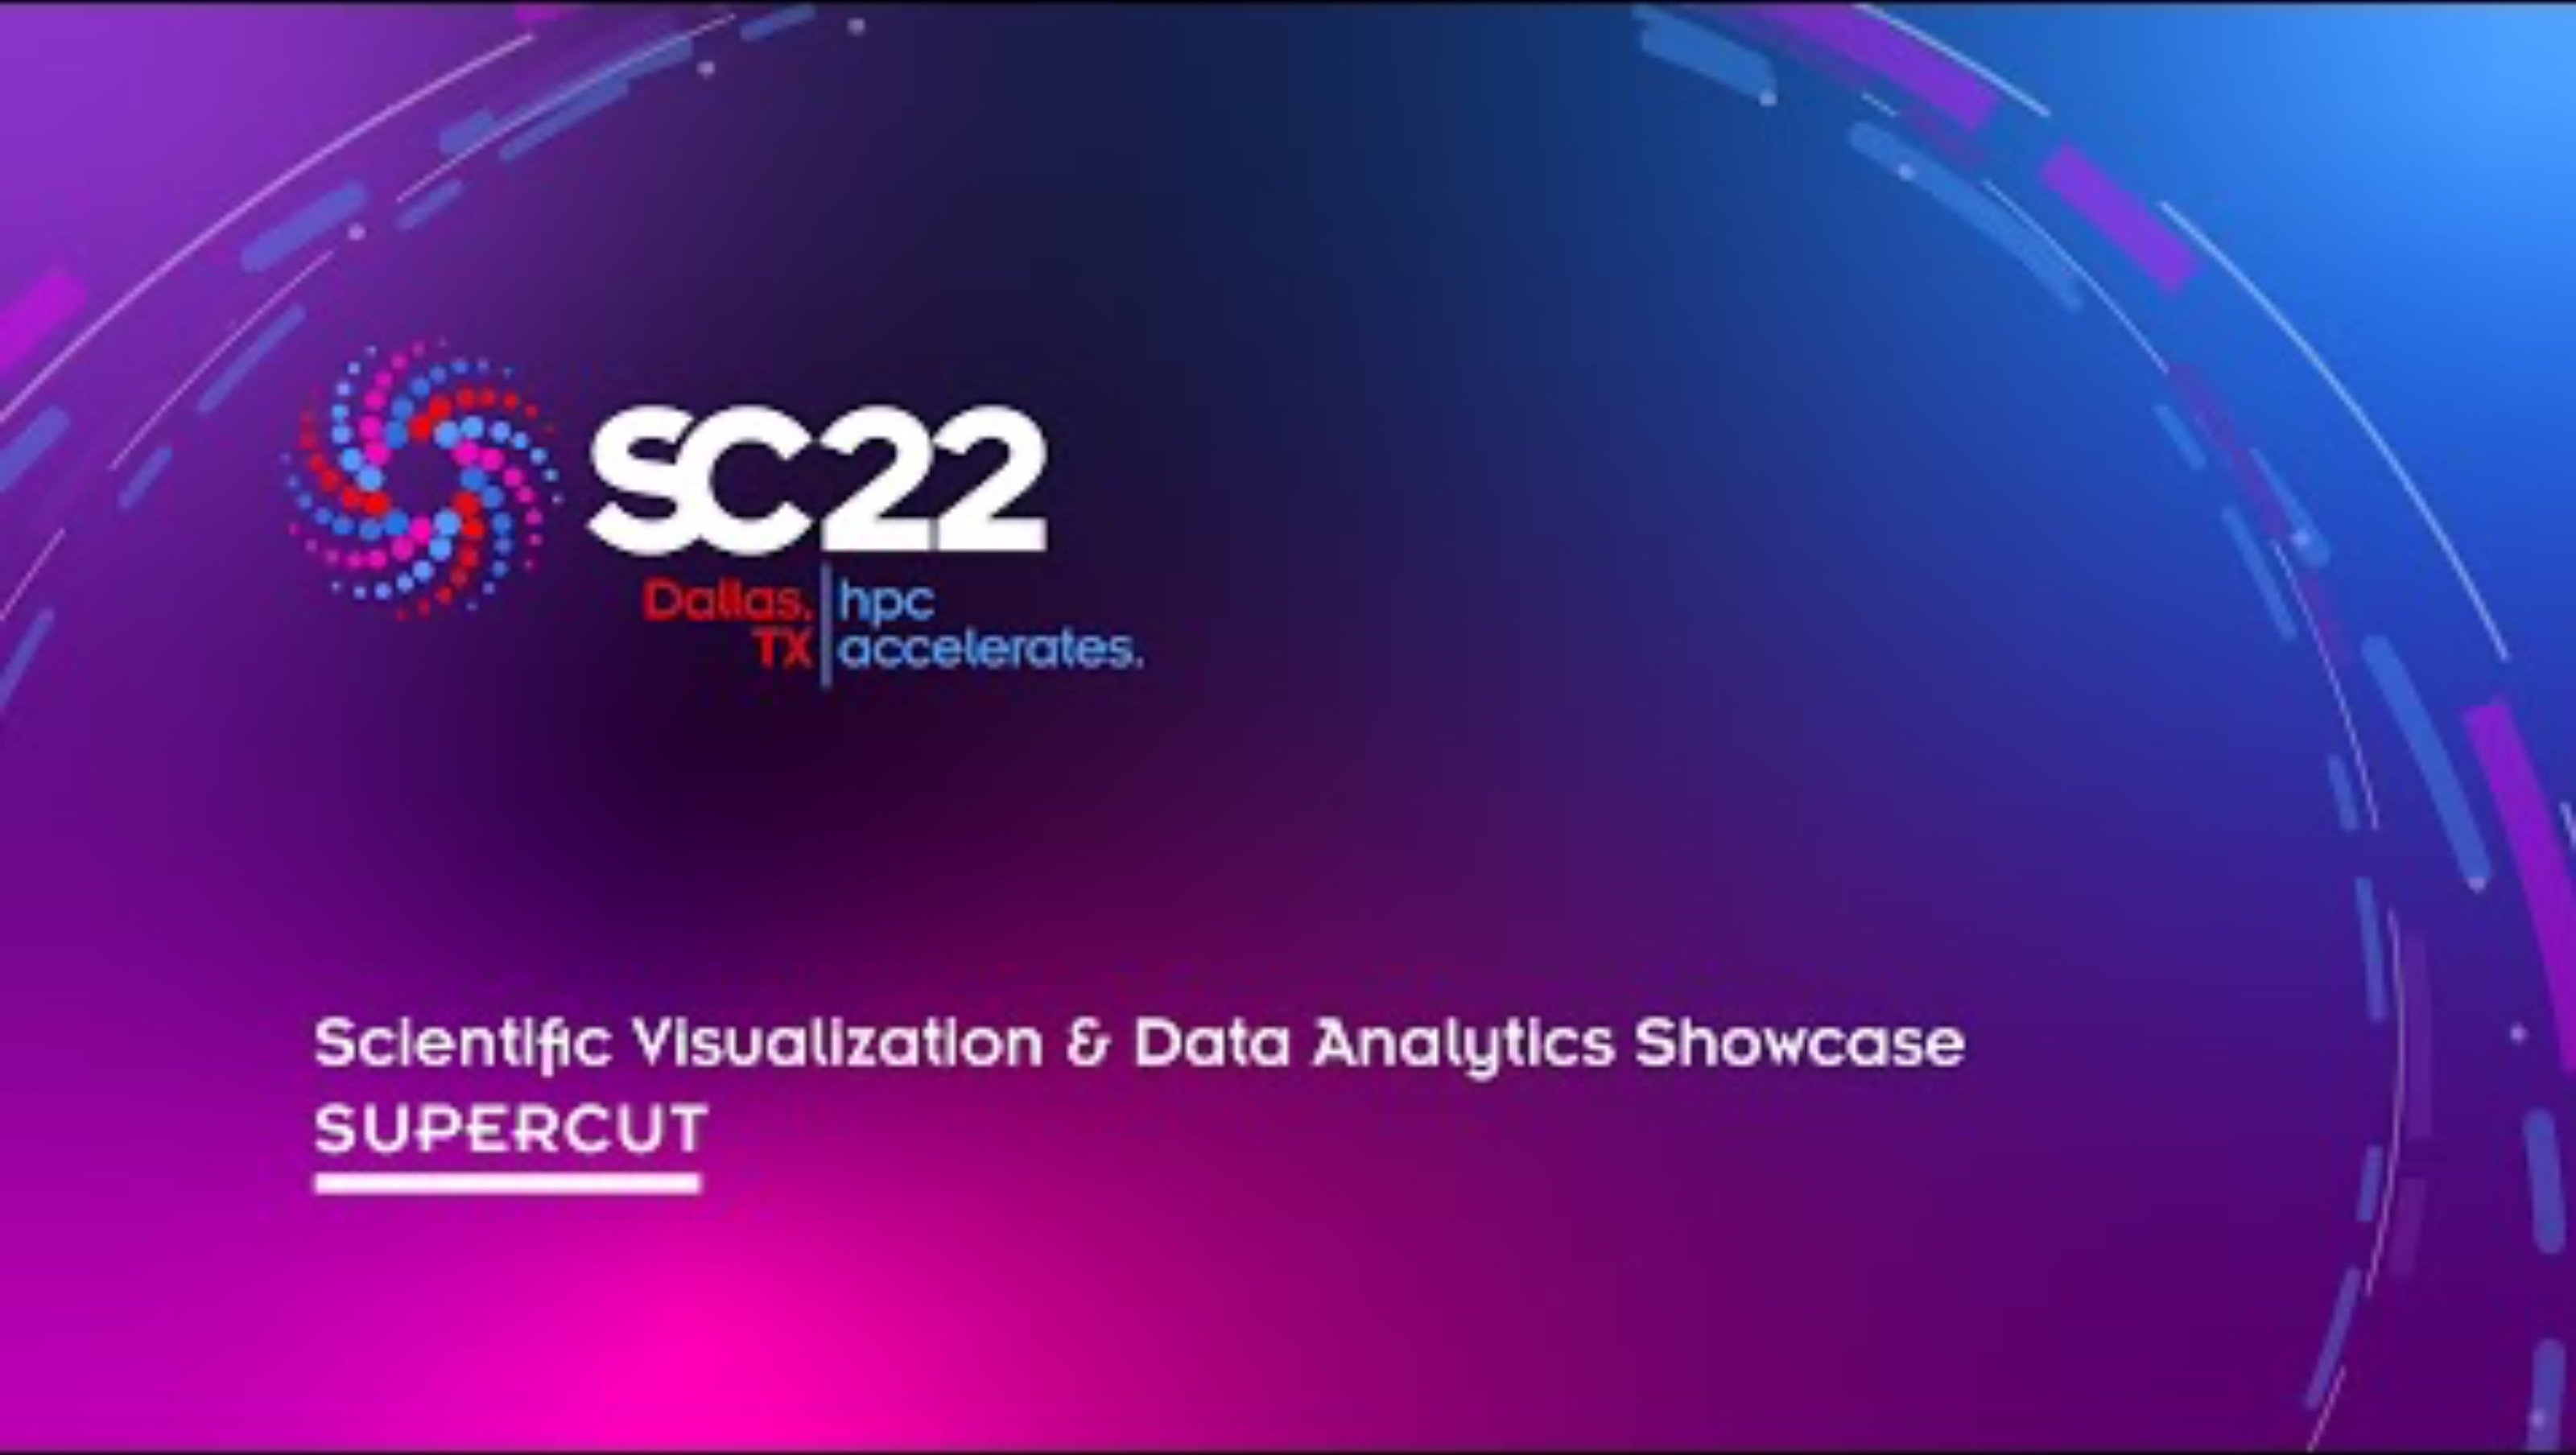 SC22
Dallas, TX
hpc accelerates.
Scientific Visualization & Data Analytics Showcase
SUPERCUT